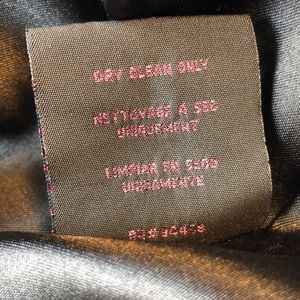 DRY CLEAN ONLY
NETTOYAGE A SEC
UNIQUEMENT
LIMPIAR EN SECO
UNICAMENTE